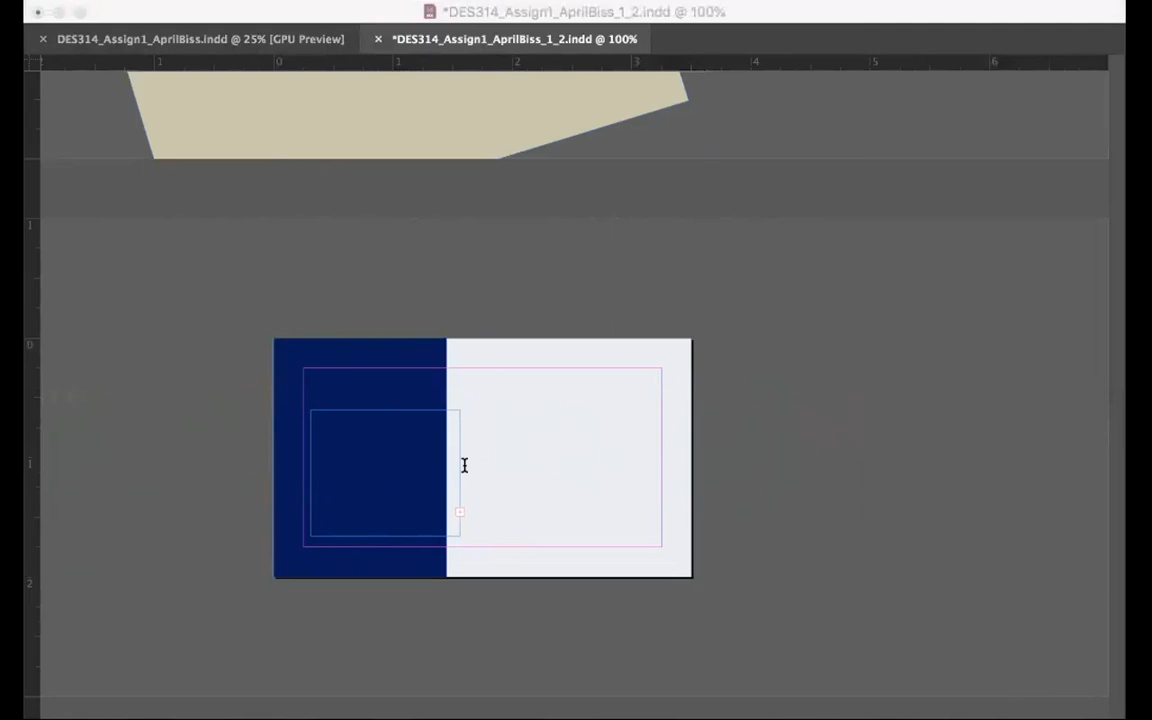 *DES314_Assign1_AprilBiss_1_2.indd @ 100%
× DES314_Assign1_AprilBiss.indd @ 25% [GPU Preview] × *DES314_Assign1_AprilBiss_1_2.indd @ 100%
1 0 1 2 3 4 5 6
1
0
1
2